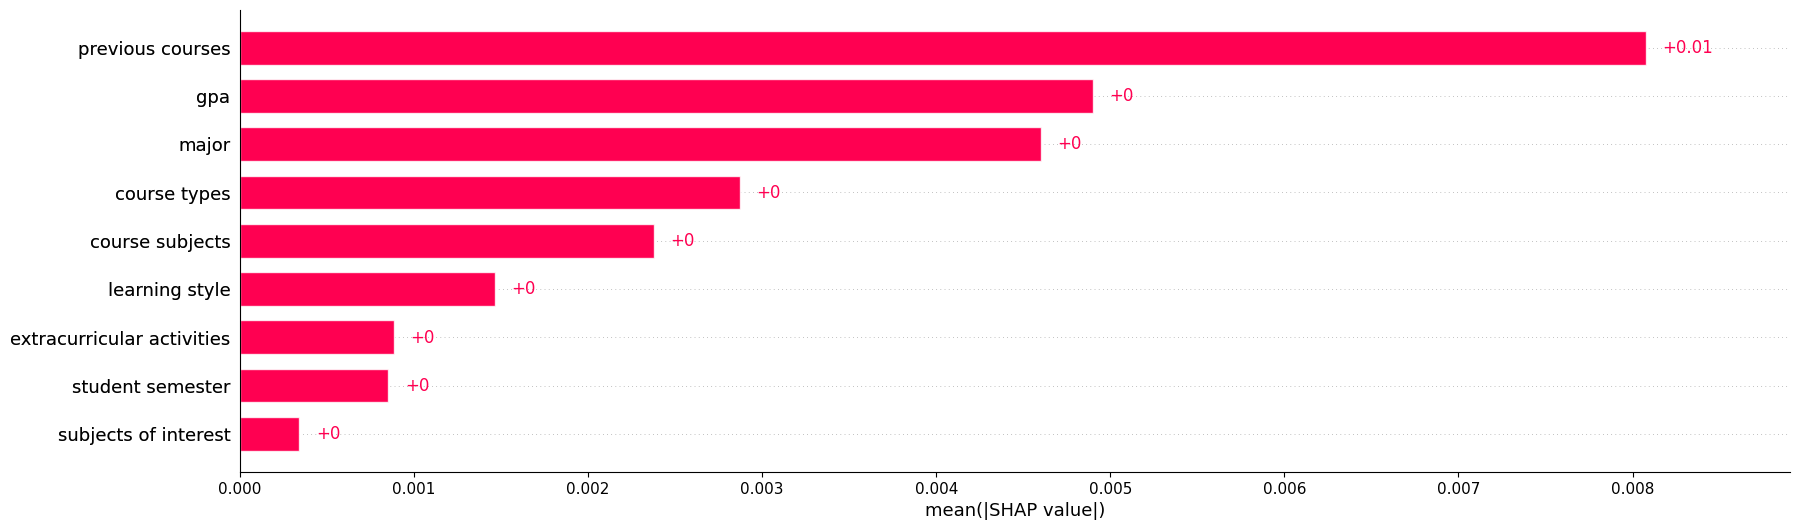 previous courses +0.01
gpa +0
major +0
course types +0
course subjects +0
learning style +0
extracurricular activities +0
student semester +0
subjects of interest +0
0.000 0.001 0.002 0.003 0.004 0.005 0.006 0.007 0.008
mean(|SHAP value|)